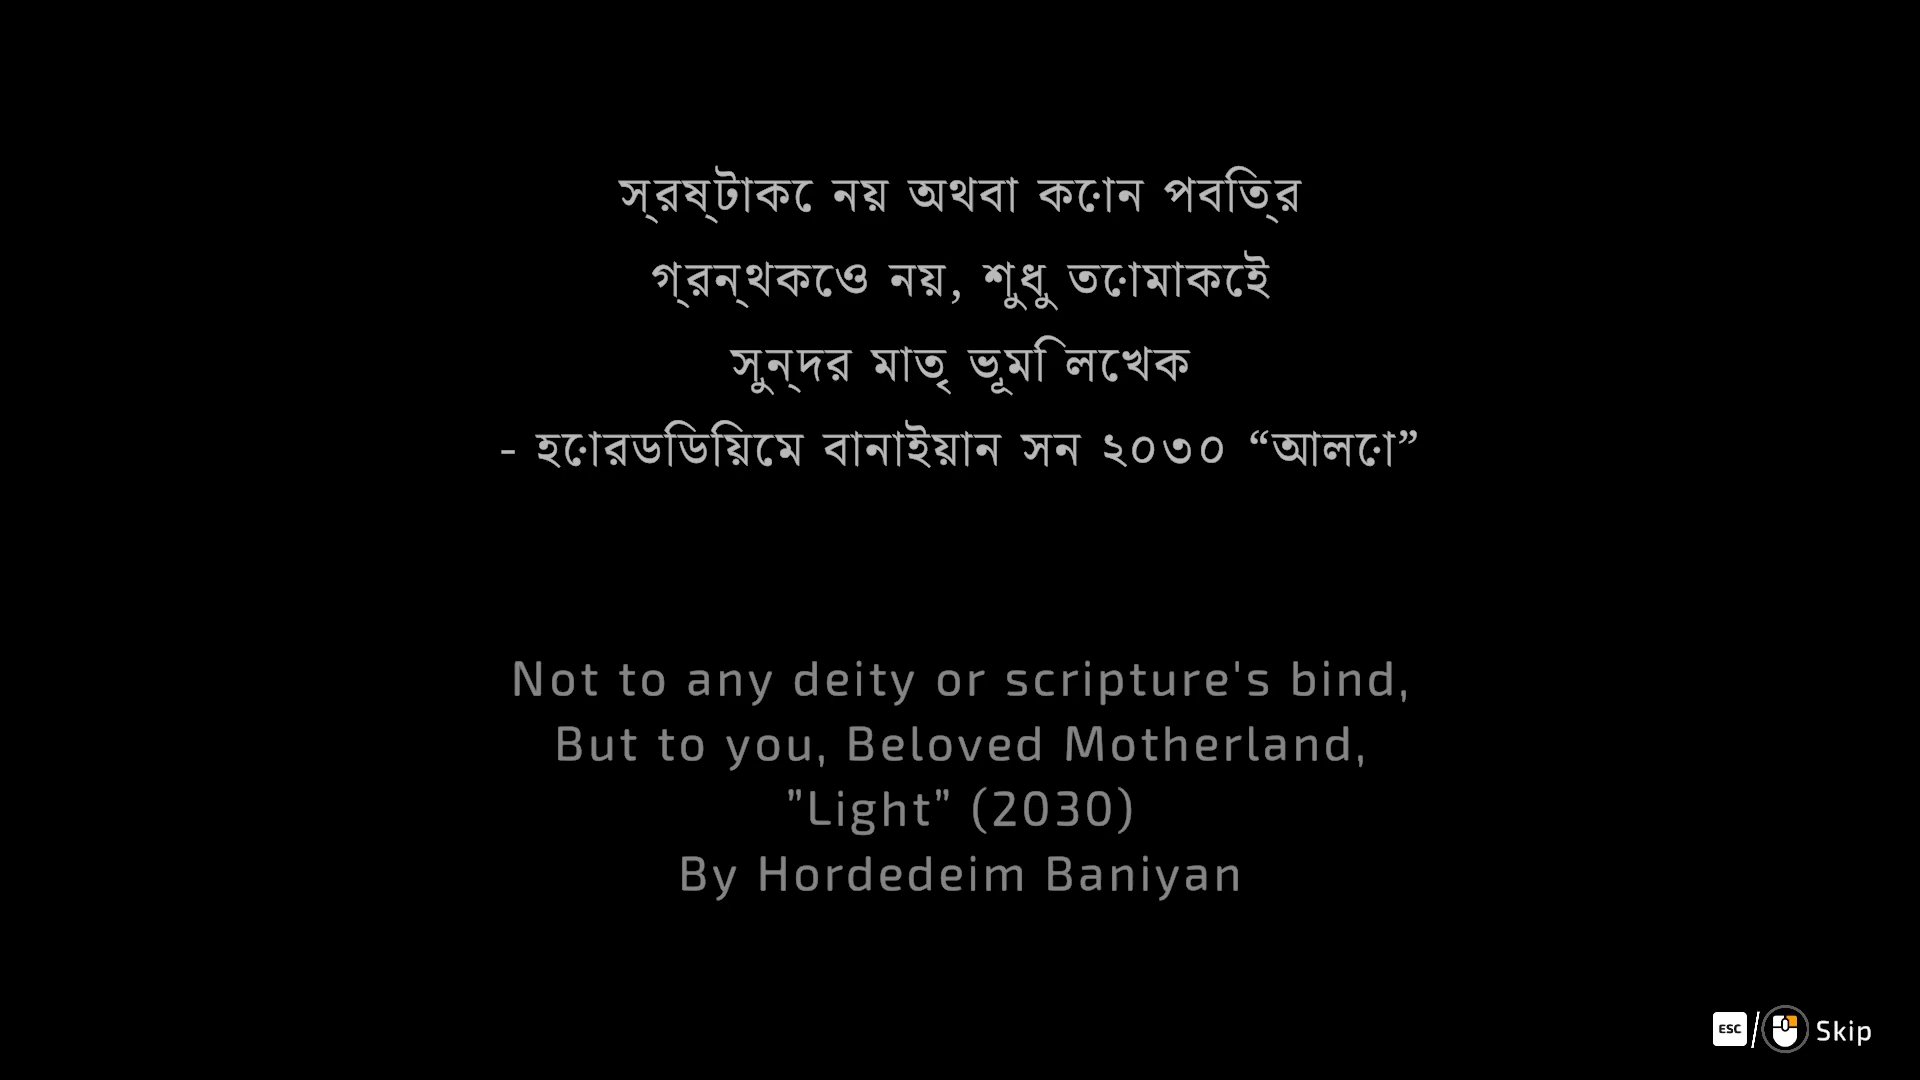 স্রষ্টাকে নয় অথবা কোন পবিত্র
গ্রন্থকেও নয়, শুধু তোমাকেই
সুন্দর মাতৃ ভূমি লেখেক
- হোরডডিয়িমে বানাইয়ান সন ২০৩০ “আলো”
Not to any deity or scripture's bind,
But to you, Beloved Motherland,
”Light” (2030)
By Hordedeim Baniyan
ESC/ Skip